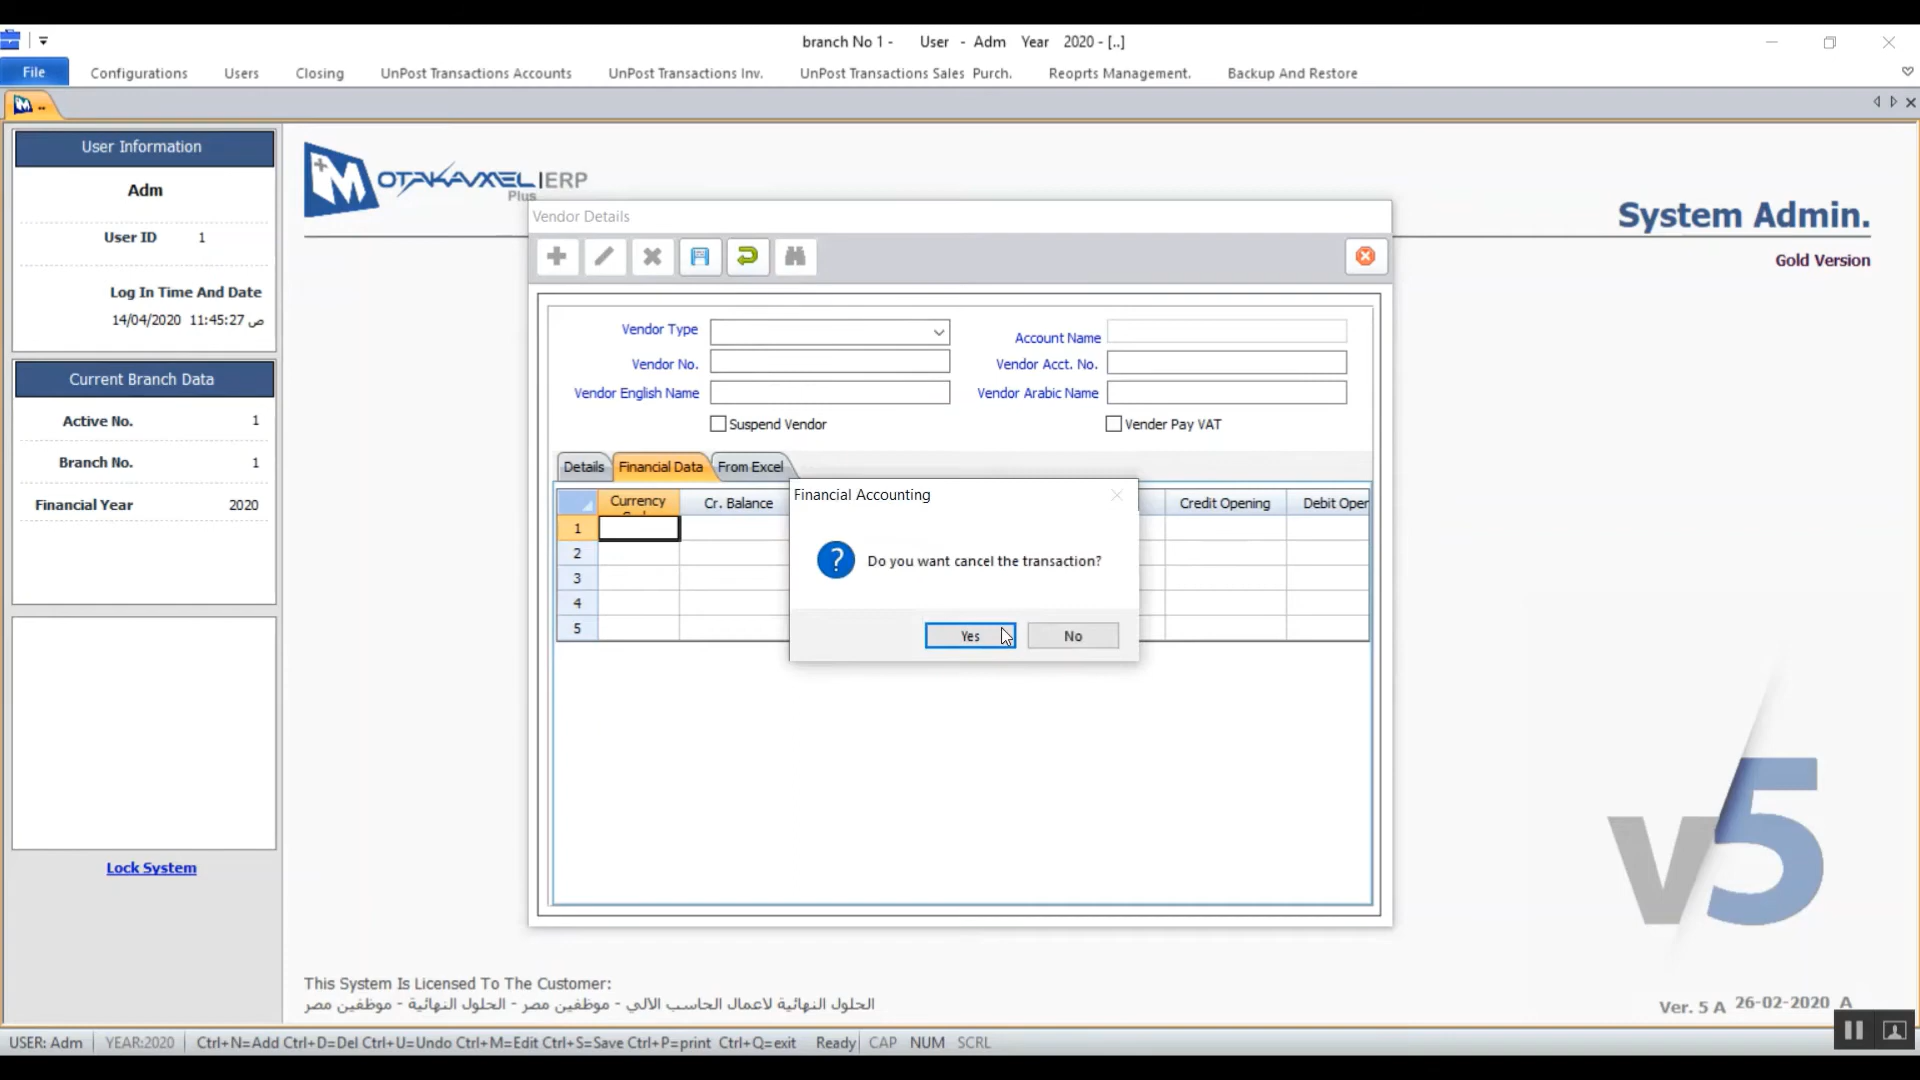 branch No 1 - User - Adm Year 2020 - [..]
File Configurations Users Closing UnPost Transactions Accounts UnPost Transactions Inv. UnPost Transactions Sales Purch. Reoprts Management. Backup And Restore
..
User Information
Adm
User ID 1
Log In Time And Date
14/04/2020 11:45:27 ص
Current Branch Data
Active No. 1
Branch No. 1
Financial Year 2020
Lock System
MOTAKAMEL ERP
Plus
System Admin.
Gold Version
Vendor Details
Vendor Type Account Name
Vendor No. Vendor Acct. No.
Vendor English Name Vendor Arabic Name
Suspend Vendor Vender Pay VAT
Details Financial Data From Excel
Currency Cr. Balance Credit Opening Debit Oper
1
2
3
4
5
Financial Accounting
Do you want cancel the transaction?
Yes No
v5
This System Is Licensed To The Customer:
الحلول النهائية لاعمال الحاسب الالي - موظفين مصر - الحلول النهائية - موظفين مصر
Ver. 5 A 26-02-2020 A
USER: Adm YEAR:2020 Ctrl+N=Add Ctrl+D=Del Ctrl+U=Undo Ctrl+M=Edit Ctrl+S=Save Ctrl+P=print Ctrl+Q=exit Ready CAP NUM SCRL